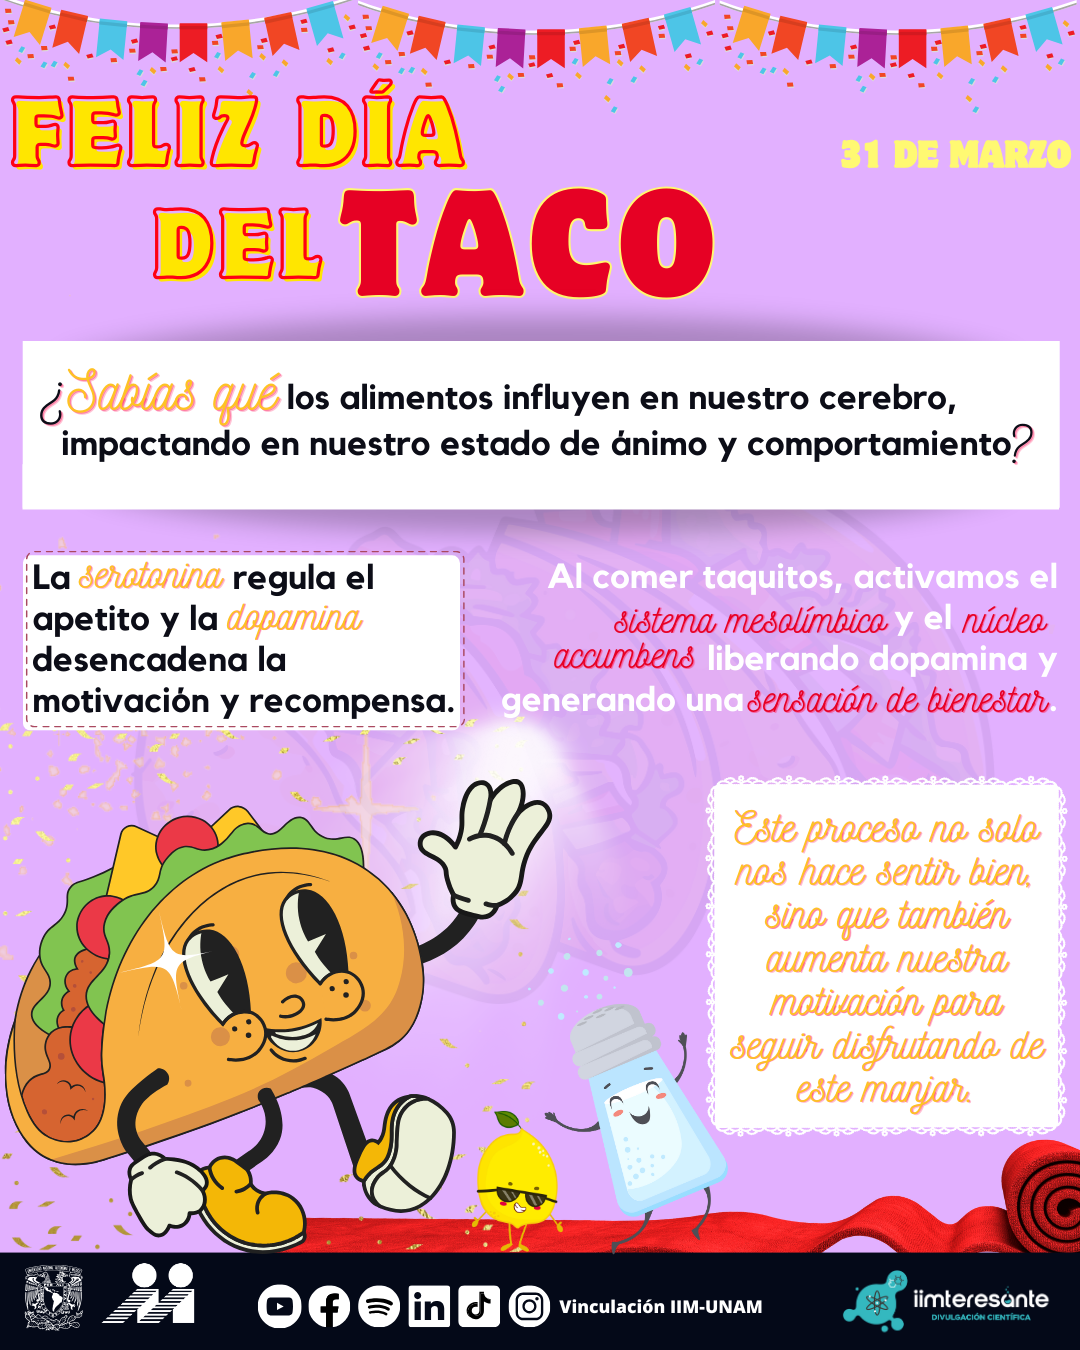 FELIZ DÍA
31 DE MARZO
DEL TACO
¿Sabías qué los alimentos influyen en nuestro cerebro,
impactando en nuestro estado de ánimo y comportamiento?
La serotonina regula el
apetito y la dopamina
desencadena la
motivación y recompensa.
Al comer taquitos, activamos el
sistema mesolímbico y el núcleo
accumbens liberando dopamina y
generando una sensación de bienestar.
Este proceso no solo
nos hace sentir bien,
sino que también
aumenta nuestra
motivación para
seguir disfrutando de
este manjar.
Vinculación IIM-UNAM
iimteresante
DIVULGACIÓN CIENTÍFICA